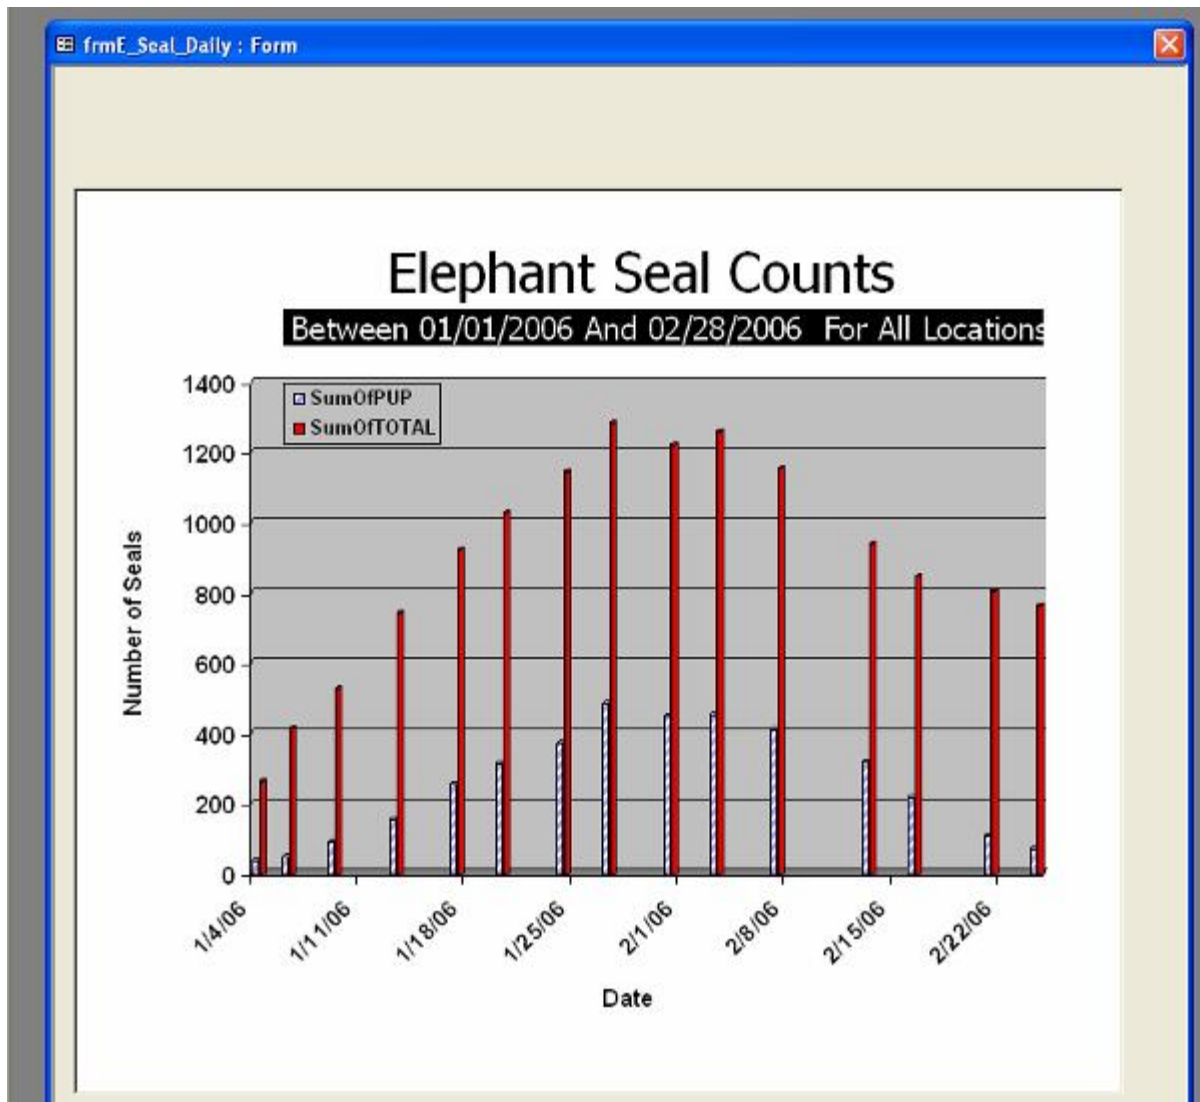 frmE_Seal_Daily : Form
Elephant Seal Counts
Between 01/01/2006 And 02/28/2006 For All Locations
1400
1200
1000
800
600
400
200
0
SumOfPUP
SumOfTOTAL
Number of Seals
1/4/06
1/11/06
1/18/06
1/25/06
2/1/06
2/8/06
2/15/06
2/22/06
Date